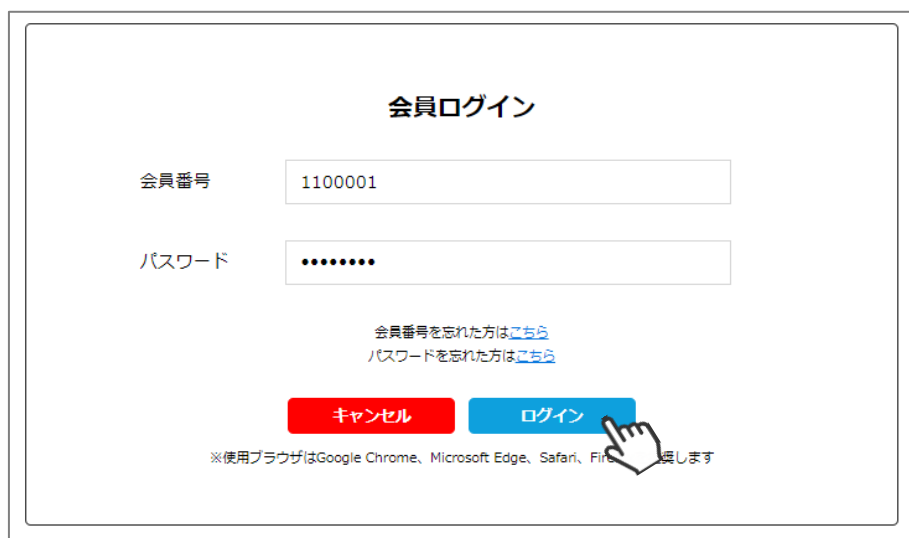 会員ログイン
会員番号
1100001
パスワード
••••••••
会員番号を忘れた方はこちら
パスワードを忘れた方はこちら
キャンセル ログイン
※使用ブラウザはGoogle Chrome、Microsoft Edge、Safari、 します